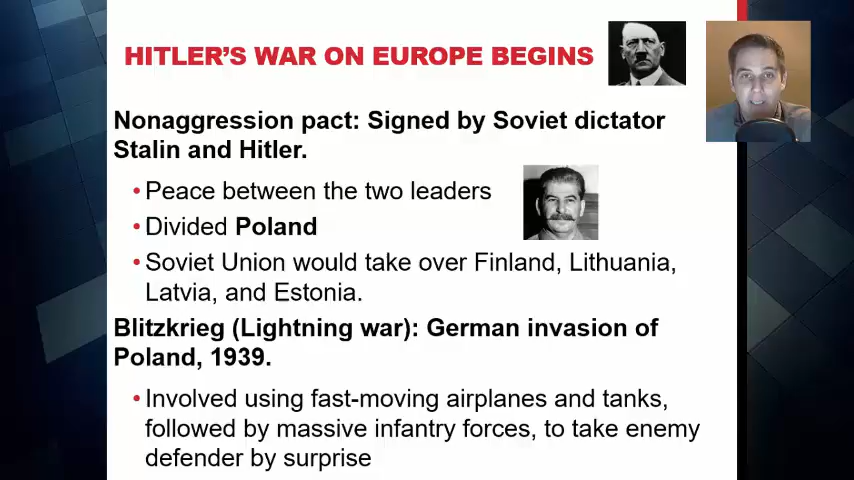 HITLER'S WAR ON EUROPE BEGINS
Nonaggression pact: Signed by Soviet dictator
Stalin and Hitler.
•Peace between the two leaders
•Divided Poland
•Soviet Union would take over Finland, Lithuania,
Latvia, and Estonia.
Blitzkrieg (Lightning war): German invasion of
Poland, 1939.
•Involved using fast-moving airplanes and tanks,
followed by massive infantry forces, to take enemy
defender by surprise